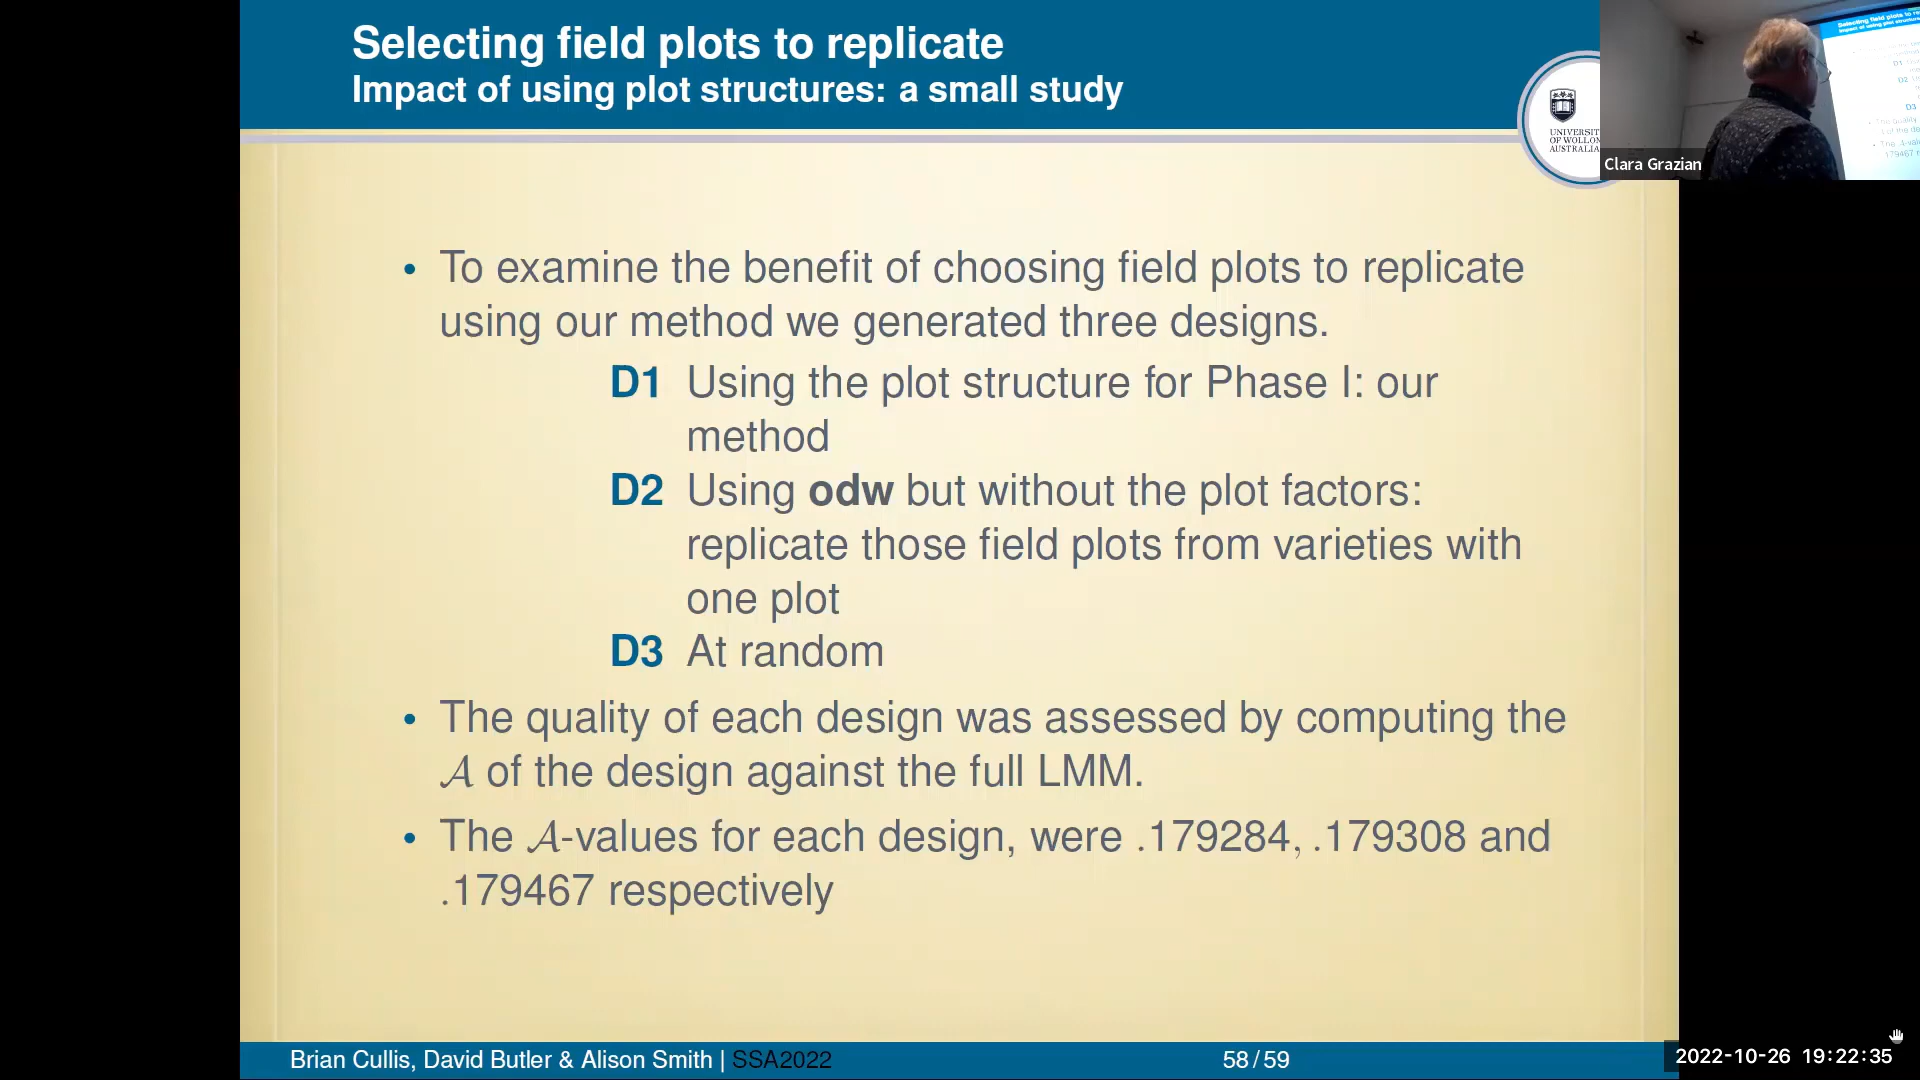 Selecting field plots to replicate
Impact of using plot structures: a small study
UNIVERSIT
OF WOLLON
AUSTRALIA
Clara Grazian
• To examine the benefit of choosing field plots to replicate
using our method we generated three designs.
D1 Using the plot structure for Phase I: our
method
D2 Using odw but without the plot factors:
replicate those field plots from varieties with
one plot
D3 At random
• The quality of each design was assessed by computing the
𝒜 of the design against the full LMM.
• The 𝒜-values for each design, were .179284, .179308 and
.179467 respectively
Brian Cullis, David Butler & Alison Smith | SSA2022
58/59
2022-10-26 19:22:35